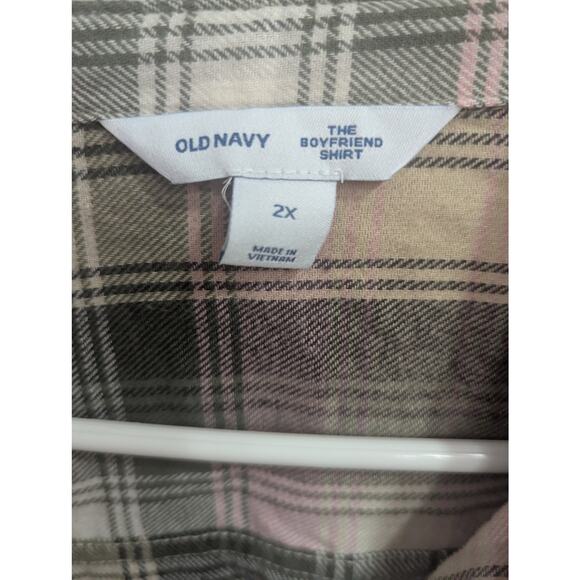 OLD NAVY
THE
BOYFRIEND
SHIRT
2X
MADE IN
VIETNAM